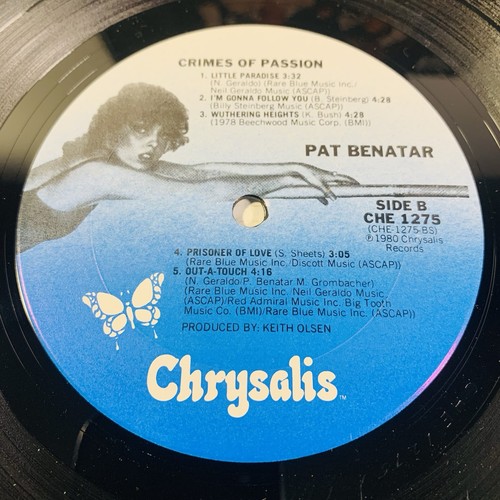 CRIMES OF PASSION
1. LITTLE PARADISE 3:32
(N. Geraldo) (Rare Blue Music Inc./
Neil Geraldo Music (ASCAP))
2. I'M GONNA FOLLOW YOU (B. Steinberg) 4:28
(Billy Steinberg Music (ASCAP))
3. WUTHERING HEIGHTS (K. Bush) 4:28
(1978 Beechwood Music Corp. (BMI))
PAT BENATAR
SIDE B
CHE 1275
(CHE-1275-BS)
℗ 1980 Chrysalis
Records
4. PRISONER OF LOVE (S. Sheets) 3:05
(Rare Blue Music Inc./Discott Music (ASCAP))
5. OUT-A-TOUCH 4:16
(N. Geraldo/P. Benatar/M. Grombacher)
(Rare Blue Music Inc. Neil Geraldo Music,
(ASCAP)/Red Admiral Music Inc. Big Tooth
Music Co. (BMI)/Rare Blue Music Inc. (ASCAP))
PRODUCED BY: KEITH OLSEN
Chrysalis
TM